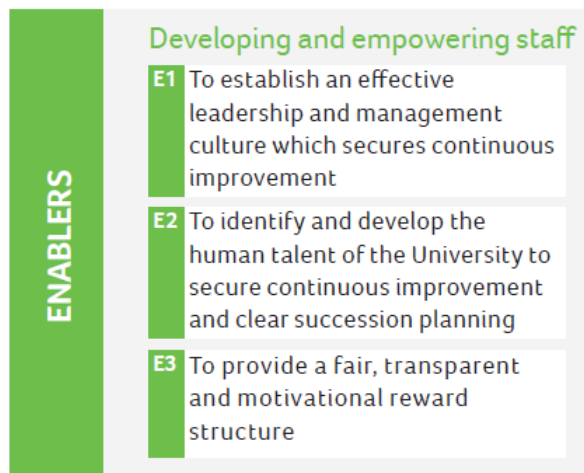 ENABLERS
Developing and empowering staff
E1 To establish an effective
leadership and management
culture which secures continuous
improvement
E2 To identify and develop the
human talent of the University to
secure continuous improvement
and clear succession planning
E3 To provide a fair, transparent
and motivational reward
structure